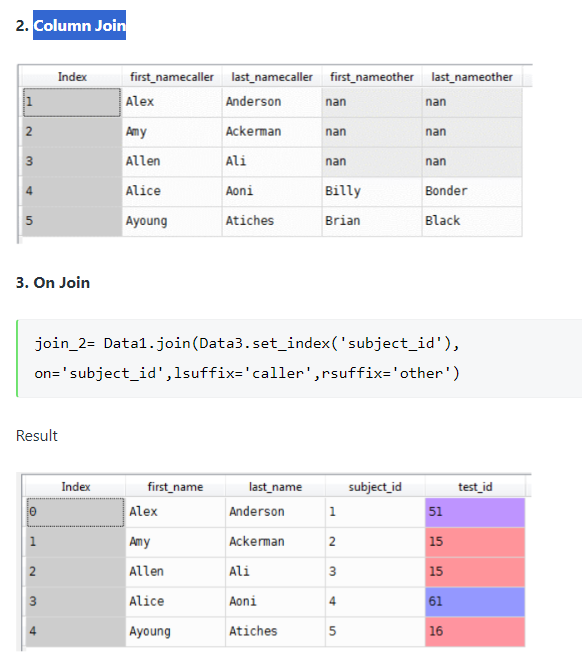 2. Column Join
Index first_namecaller last_namecaller first_nameother last_nameother
1 Alex Anderson nan nan
2 Amy Ackerman nan nan
3 Allen Ali nan nan
4 Alice Aoni Billy Bonder
5 Ayoung Atiches Brian Black
3. On Join
join_2= Data1.join(Data3.set_index('subject_id'),
on='subject_id',lsuffix='caller',rsuffix='other')
Result
Index first_name last_name subject_id test_id
0 Alex Anderson 1 51
1 Amy Ackerman 2 15
2 Allen Ali 3 15
3 Alice Aoni 4 61
4 Ayoung Atiches 5 16